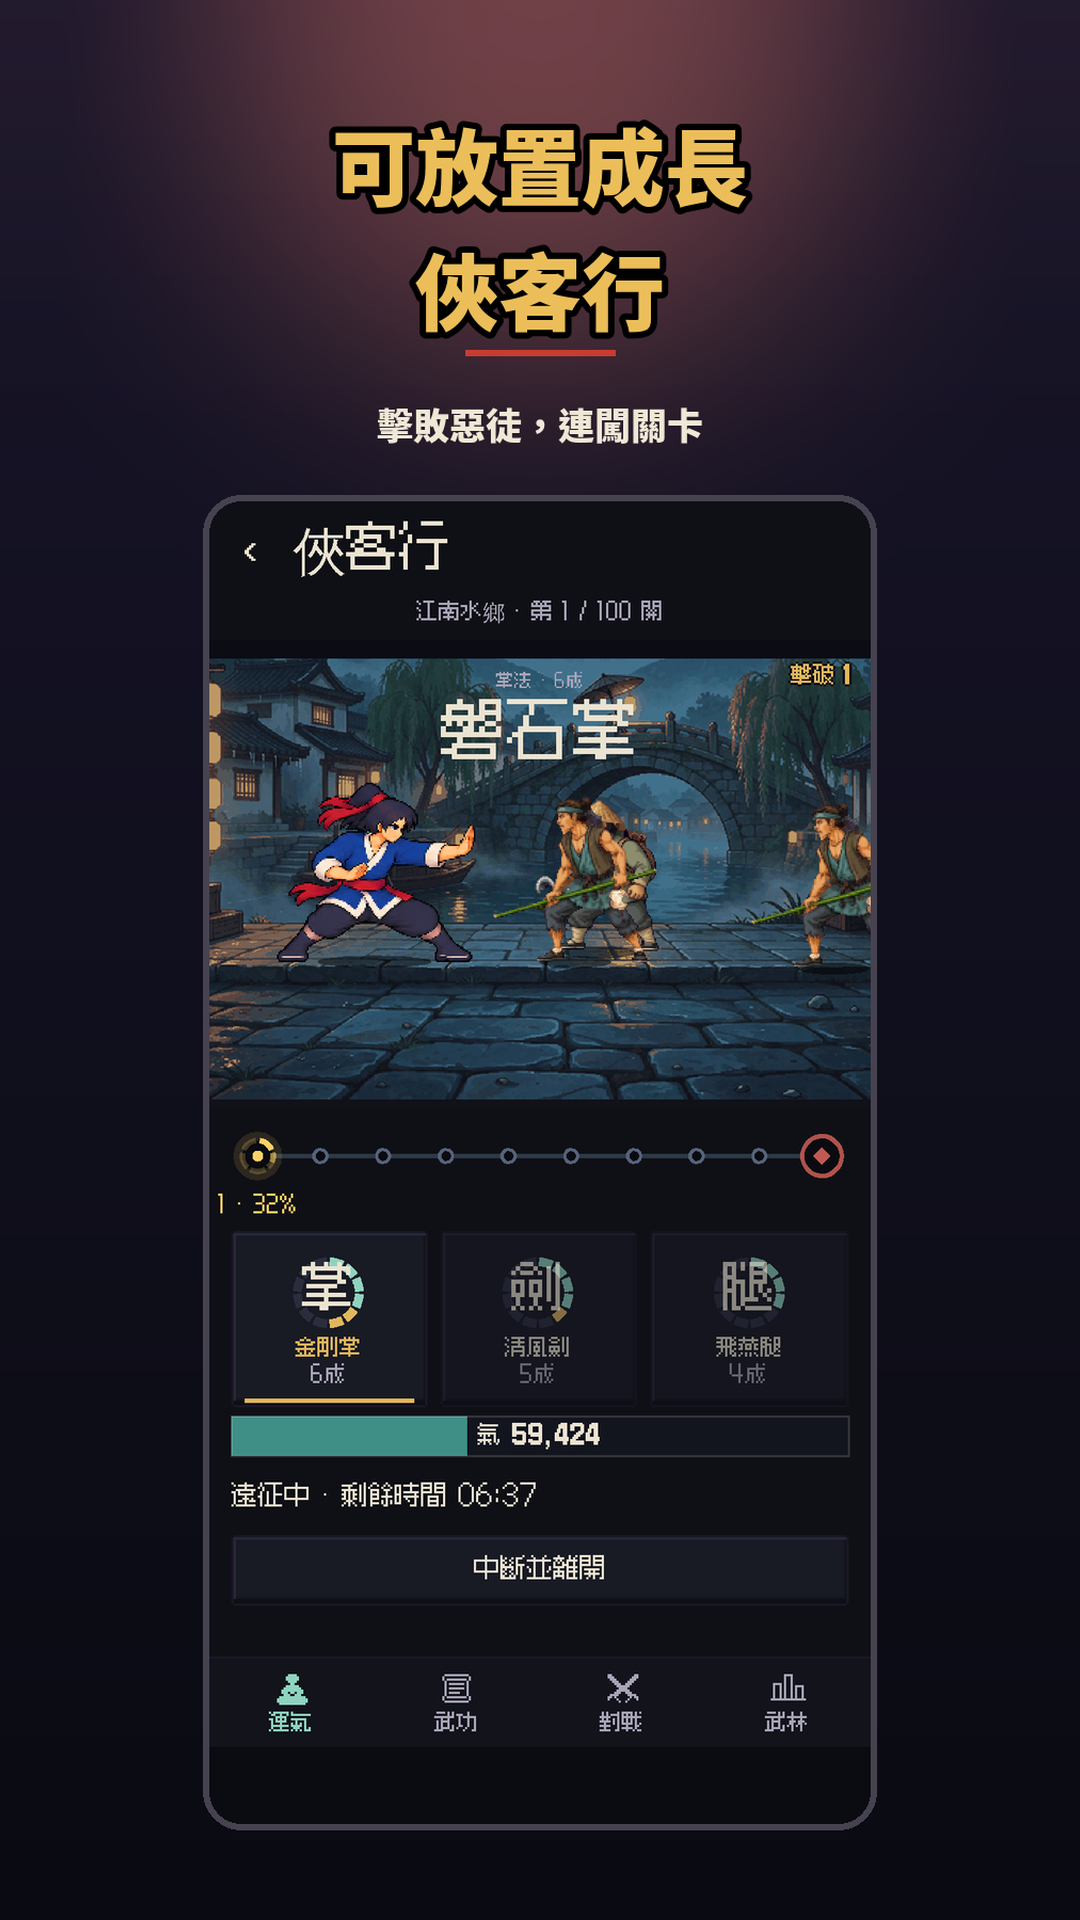 可放置成長
俠客行
擊敗惡徒，連闖關卡
‹ 俠客行
江南水鄉 · 第 1 / 100 關
擊破 1
掌法 · 6成
磐石掌
1 · 32%
掌
金剛掌
6成
劍
清風劍
5成
腿
飛燕腿
4成
氣 59,424
遠征中 · 剩餘時間 06:37
中斷並離開
運氣
武功
對戰
武林